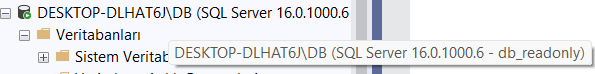 DESKTOP-DLHAT6J\DB (SQL Server 16.0.1000.6
Veritabanları
Sistem Veritab
DESKTOP-DLHAT6J\DB (SQL Server 16.0.1000.6 - db_readonly)